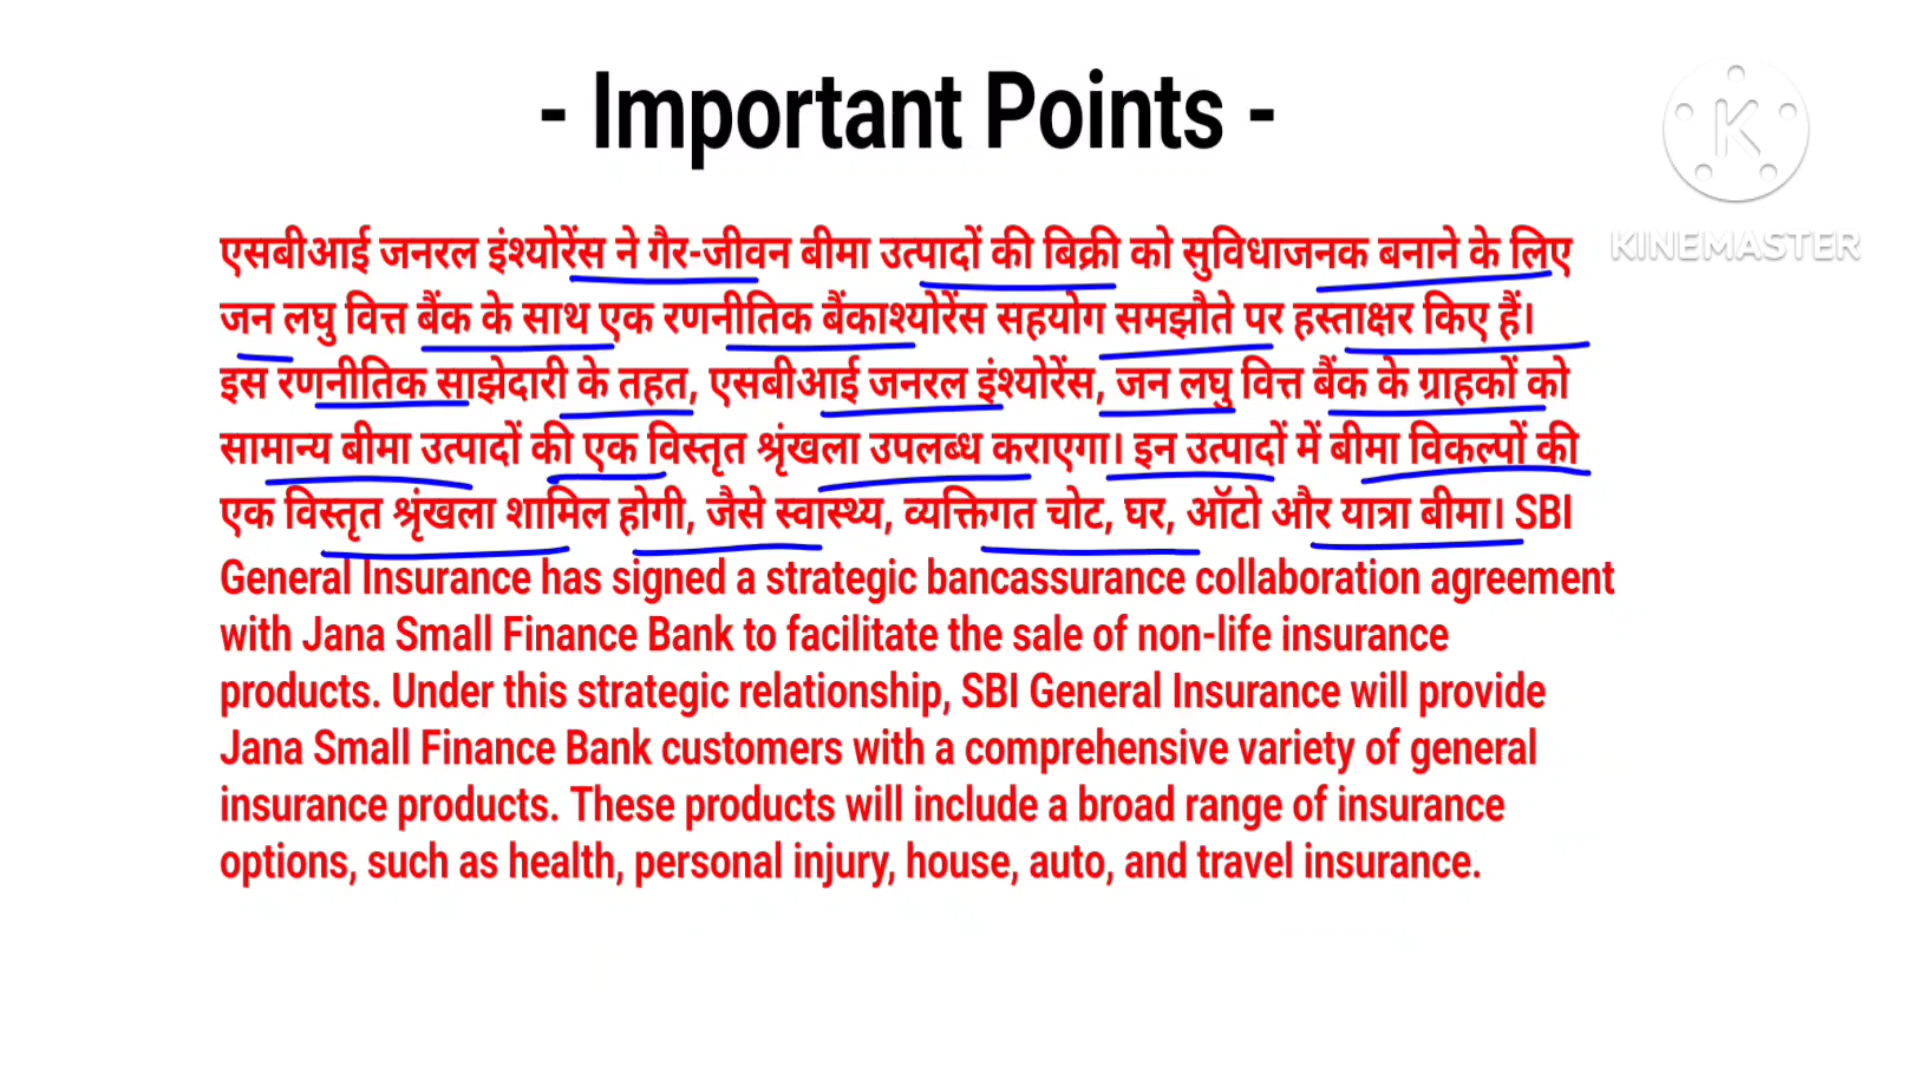 - Important Points -
K
KINEMASTER
एसबीआई जनरल इंश्योरेंस ने गैर-जीवन बीमा उत्पादों की बिक्री को सुविधाजनक बनाने के लिए
जन लघु वित्त बैंक के साथ एक रणनीतिक बैंकाश्योरेंस सहयोग समझौते पर हस्ताक्षर किए हैं।
इस रणनीतिक साझेदारी के तहत, एसबीआई जनरल इंश्योरेंस, जन लघु वित्त बैंक के ग्राहकों को
सामान्य बीमा उत्पादों की एक विस्तृत श्रृंखला उपलब्ध कराएगा। इन उत्पादों में बीमा विकल्पों की
एक विस्तृत श्रृंखला शामिल होगी, जैसे स्वास्थ्य, व्यक्तिगत चोट, घर, ऑटो और यात्रा बीमा। SBI
General Insurance has signed a strategic bancassurance collaboration agreement
with Jana Small Finance Bank to facilitate the sale of non-life insurance
products. Under this strategic relationship, SBI General Insurance will provide
Jana Small Finance Bank customers with a comprehensive variety of general
insurance products. These products will include a broad range of insurance
options, such as health, personal injury, house, auto, and travel insurance.